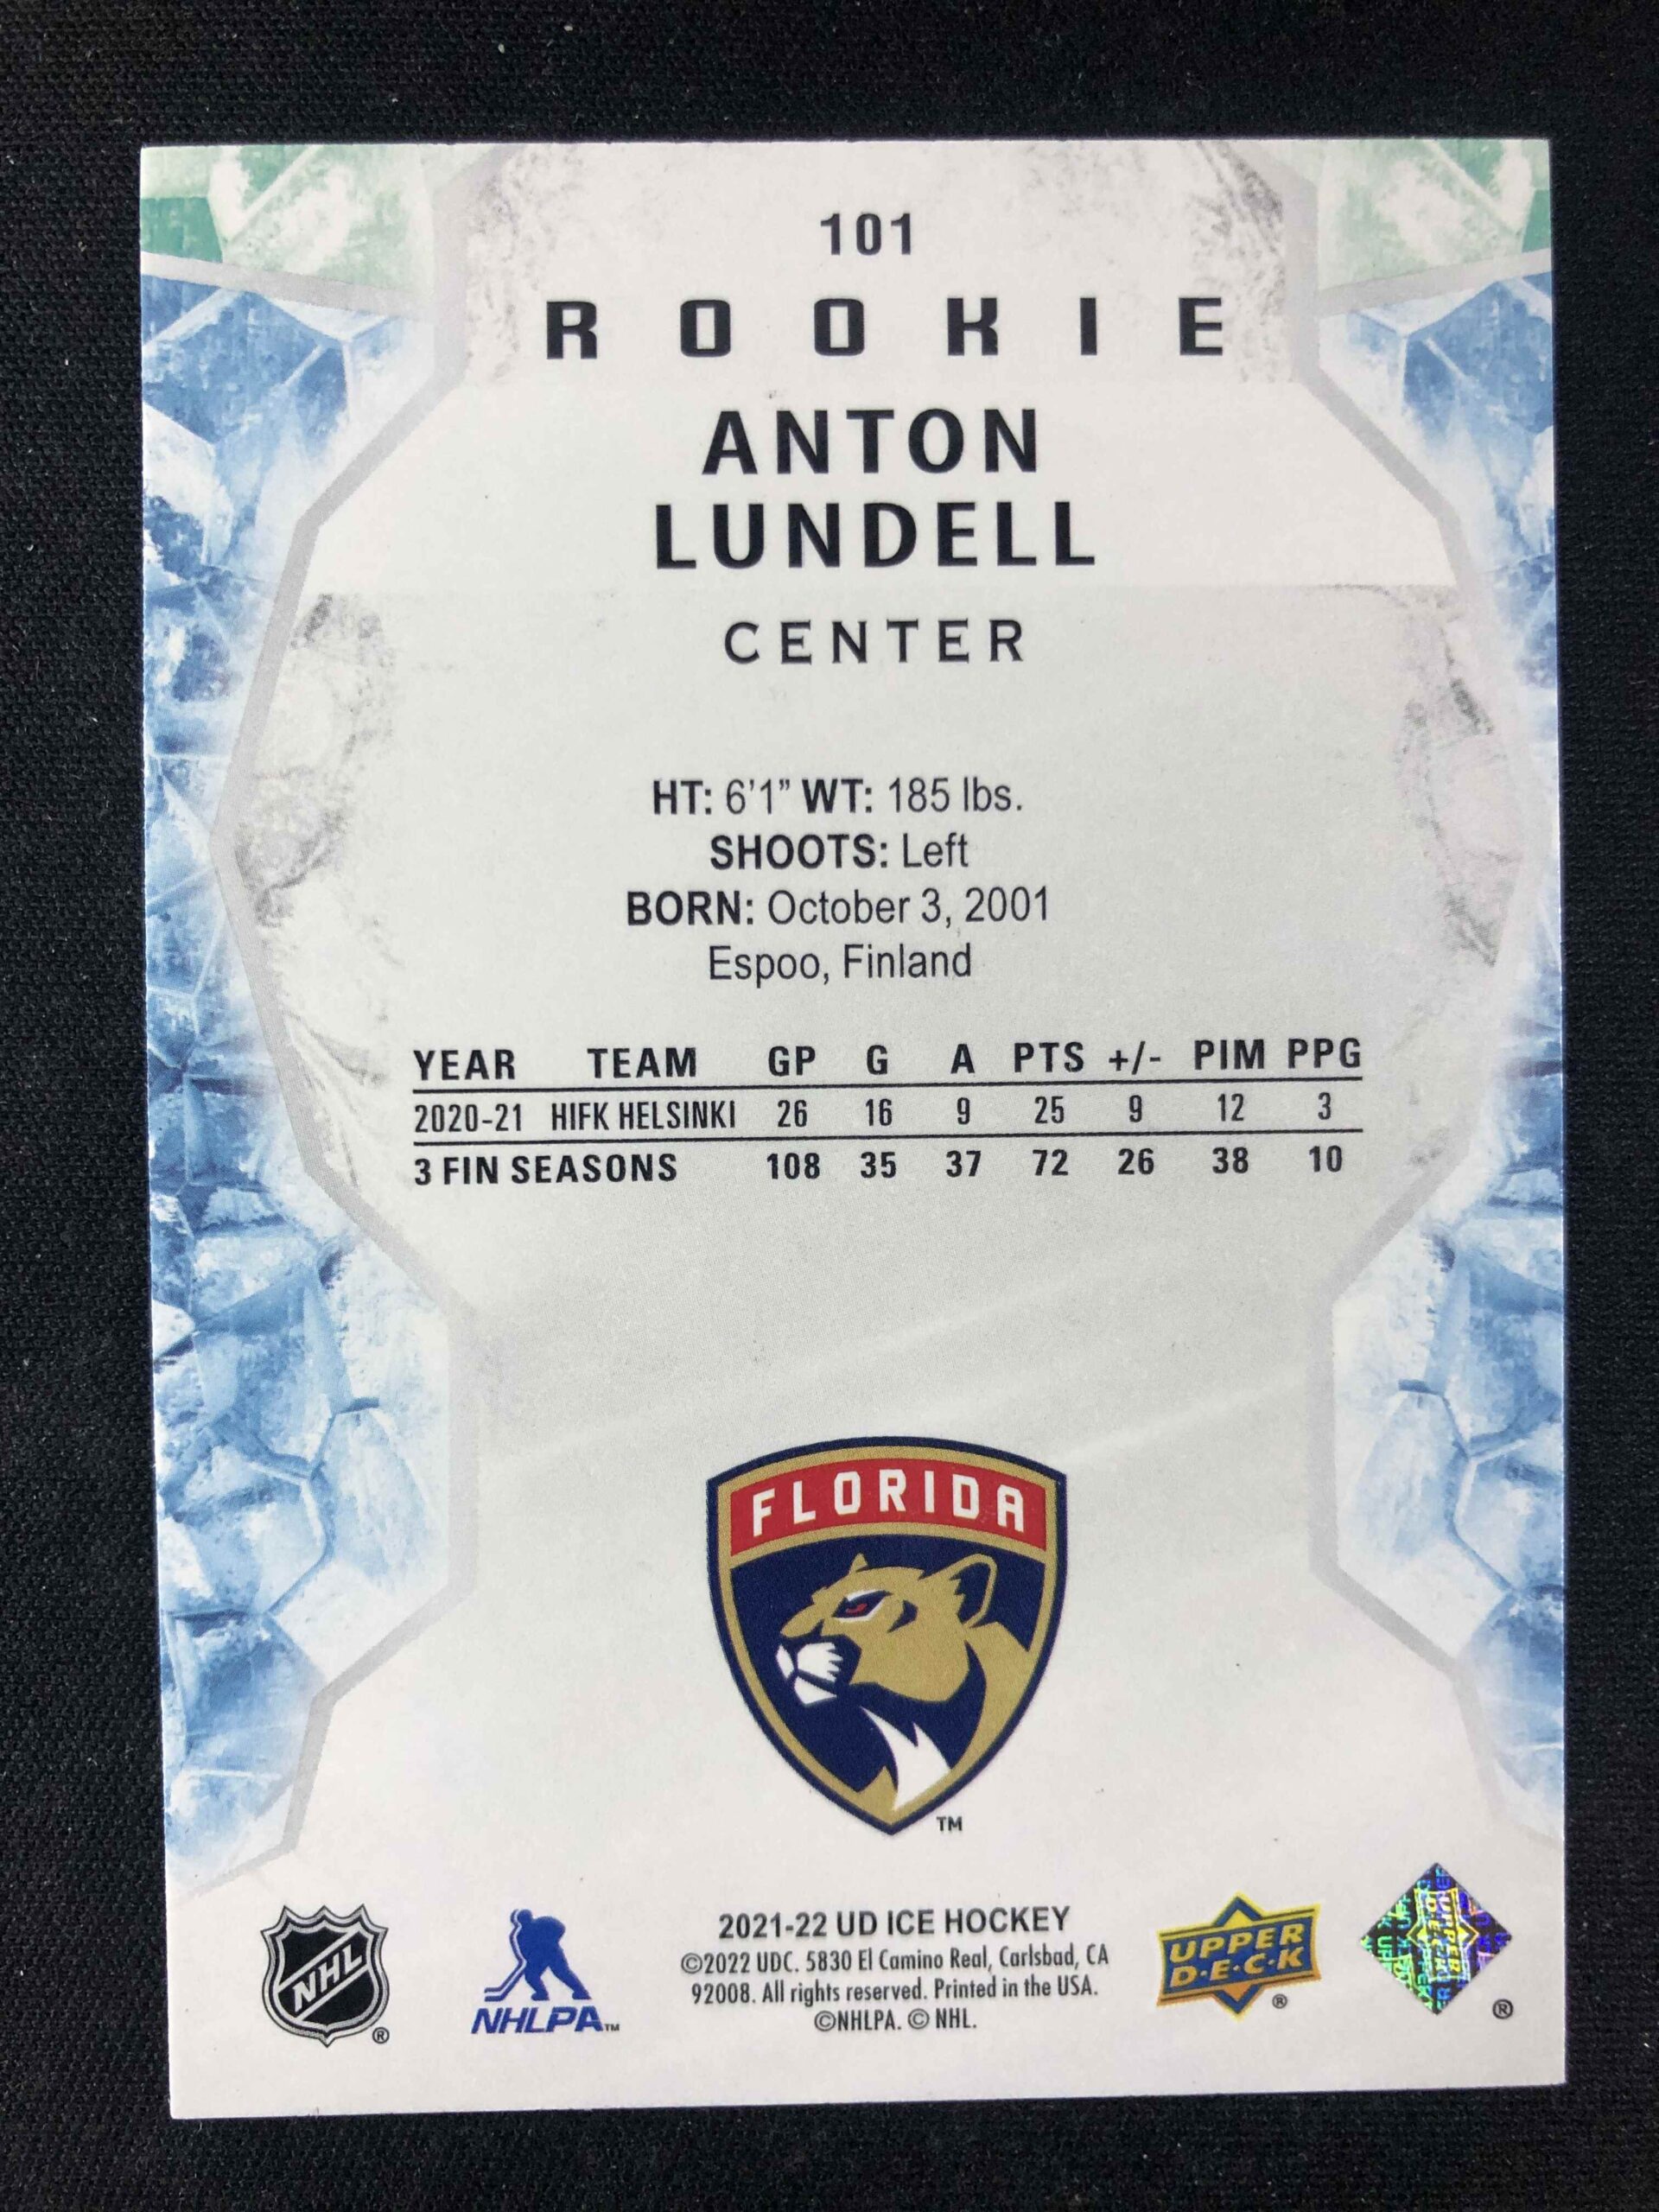 101
ROOKIE
ANTON
LUNDELL
CENTER
HT: 6'1" WT: 185 lbs.
SHOOTS: Left
BORN: October 3, 2001
Espoo, Finland
YEAR TEAM GP G A PTS +/- PIM PPG
2020-21 HIFK HELSINKI 26 16 9 25 9 12 3
3 FIN SEASONS 108 35 37 72 26 38 10
FLORIDA
TM
NHL ®
NHLPA TM
2021-22 UD ICE HOCKEY
©2022 UDC. 5830 El Camino Real, Carlsbad, CA
92008. All rights reserved. Printed in the USA.
©NHLPA. © NHL.
UPPER
D·E·C·K ®
UPPER
DECK
®